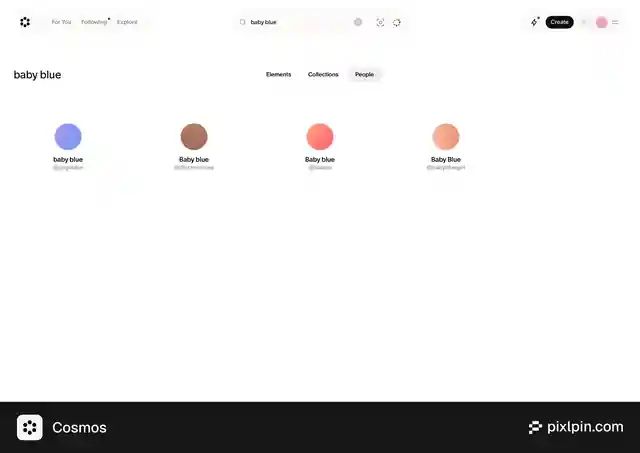 For You Following Explore baby blue Create
baby blue Elements Collections People
baby blue Baby blue Baby blue Baby Blue
Cosmos pixlpin.com